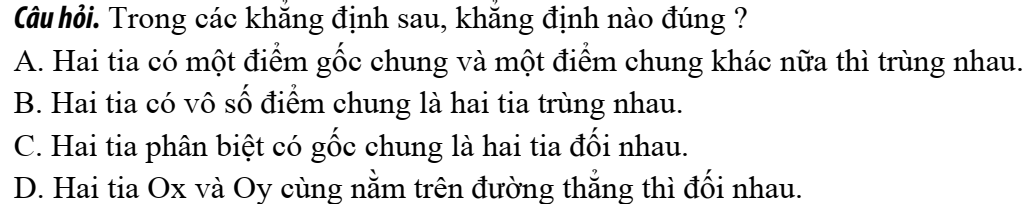 Câu hỏi. Trong các khẳng định sau, khẳng định nào đúng ?
A. Hai tia có một điểm gốc chung và một điểm chung khác nữa thì trùng nhau.
B. Hai tia có vô số điểm chung là hai tia trùng nhau.
C. Hai tia phân biệt có gốc chung là hai tia đối nhau.
D. Hai tia Ox và Oy cùng nằm trên đường thẳng thì đối nhau.